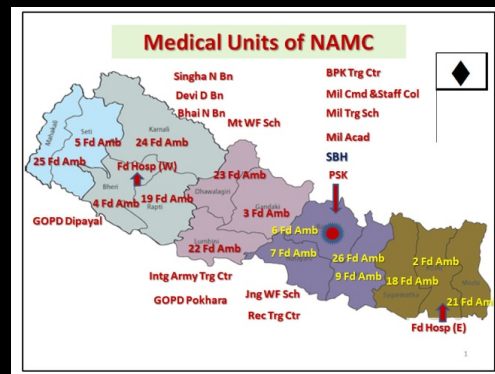 Medical Units of NAMC
Singha N Bn
Devi D Bn
Bhai N Bn
Mt WF Sch
BPK Trg Ctr
Mil Cmd &Staff Col
Mil Trg Sch
Mil Acad
SBH
PSK
Mahakali
Seti
Karnali
5 Fd Amb
24 Fd Amb
25 Fd Amb
Fd Hosp (W)
Bheri
4 Fd Amb
19 Fd Amb
Rapti
Dhawalagiri
23 Fd Amb
Gandaki
3 Fd Amb
GOPD Dipayal
Lumbini
22 Fd Amb
6 Fd Amb
7 Fd Amb
26 Fd Amb
9 Fd Amb
2 Fd Amb
18 Fd Amb
Mechi
21 Fd Am
Intg Army Trg Ctr
GOPD Pokhara
Jng WF Sch
Rec Trg Ctr
Fd Hosp (E)
1